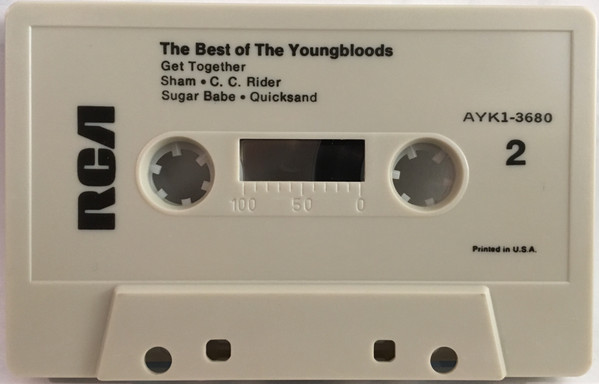 The Best of The Youngbloods
Get Together
Sham • C. C. Rider
Sugar Babe • Quicksand
AYK1-3680
2
RCA
100 50 0
Printed in U.S.A.